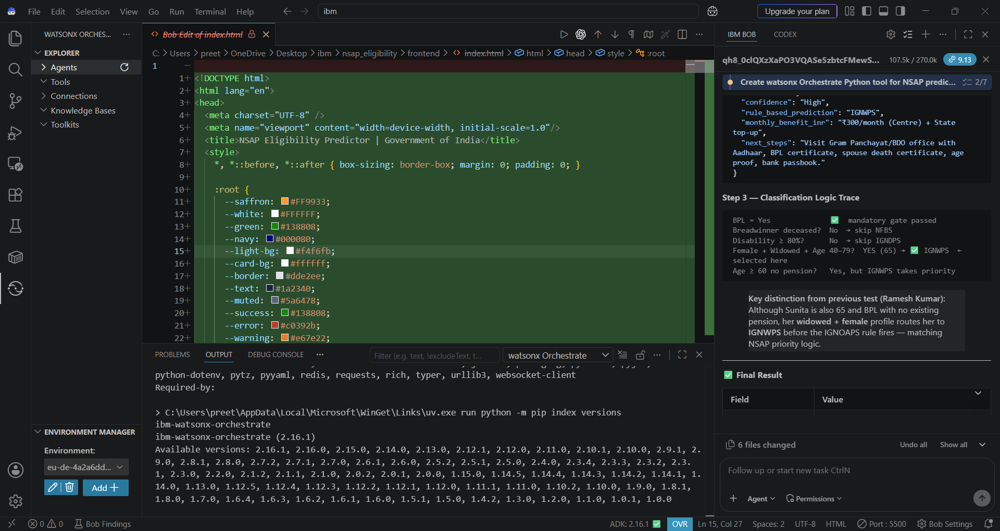 File Edit Selection View Go Run Terminal Help
ibm
Upgrade your plan
WATSONX ORCHES...
EXPLORER
Agents
Tools
Connections
Knowledge Bases
Toolkits
ENVIRONMENT MANAGER
Environment:
eu-de-4a2a6dd...
Add
Bob Edit of index.html
C: > Users > preet > OneDrive > Desktop > ibm > nsap_eligibility > frontend > index.html > html > head > style > :root
1 —
1+ <!DOCTYPE html>
2+ <html lang="en">
3+ <head>
4+ <meta charset="UTF-8" />
5+ <meta name="viewport" content="width=device-width, initial-scale=1.0"/>
6+ <title>NSAP Eligibility Predictor | Government of India</title>
7+ <style>
8+ *, *::before, *::after { box-sizing: border-box; margin: 0; padding: 0; }
9+
10+ :root {
11+ --saffron: #FF9933;
12+ --white: #FFFFFF;
13+ --green: #138808;
14+ --navy: #000080;
15+ --light-bg: #f4f6fb;
16+ --card-bg: #ffffff;
17+ --border: #dde2ee;
18+ --text: #1a2340;
19+ --muted: #5a6478;
20+ --success: #138808;
21+ --error: #c0392b;
22+ --warning: #e67e22;
PROBLEMS OUTPUT DEBUG CONSOLE ...
Filter (e.g. text, !excludeText, t...
watsonx Orchestrate
python-dotenv, pytz, pyyaml, redis, requests, rich, typer, urllib3, websocket-client
Required-by:
> C:\Users\preet\AppData\Local\Microsoft\WinGet\Links\uv.exe run python -m pip index versions
ibm-watsonx-orchestrate
ibm-watsonx-orchestrate (2.16.1)
Available versions: 2.16.1, 2.16.0, 2.15.0, 2.14.0, 2.13.0, 2.12.1, 2.12.0, 2.11.0, 2.10.1, 2.10.0, 2.9.1, 2.
9.0, 2.8.1, 2.8.0, 2.7.2, 2.7.1, 2.7.0, 2.6.1, 2.6.0, 2.5.2, 2.5.1, 2.5.0, 2.4.0, 2.3.4, 2.3.3, 2.3.2, 2.3.
1, 2.3.0, 2.2.0, 2.1.2, 2.1.1, 2.1.0, 2.0.2, 2.0.1, 2.0.0, 1.15.0, 1.14.5, 1.14.4, 1.14.3, 1.14.2, 1.14.1, 1.
14.0, 1.13.0, 1.12.5, 1.12.4, 1.12.3, 1.12.2, 1.12.1, 1.12.0, 1.11.1, 1.11.0, 1.10.2, 1.10.0, 1.9.0, 1.8.1,
1.8.0, 1.7.0, 1.6.4, 1.6.3, 1.6.2, 1.6.1, 1.6.0, 1.5.1, 1.5.0, 1.4.2, 1.3.0, 1.2.0, 1.1.0, 1.0.1, 1.0.0
IBM BOB CODEX
qh8_0clQXzXaPO3VQASe5zbtcFMewS... 107.5k / 270.0k 9.13
Create watsonx Orchestrate Python tool for NSAP predic... 2/7
"confidence": "High",
"rule_based_prediction": "IGNWPS",
"monthly_benefit_inr": "₹300/month (Centre) + State
top-up",
"next_steps": "Visit Gram Panchayat/BDO office with
Aadhaar, BPL certificate, spouse death certificate, age
proof, bank passbook."
}
Step 3 — Classification Logic Trace
BPL = Yes ✅ mandatory gate passed
Breadwinner deceased? No → skip NFBS
Disability ≥ 80%? No → skip IGNDPS
Female + Widowed + Age 40–79? YES (65) → ✅ IGNWPS ←
selected here
Age ≥ 60 no pension? Yes, but IGNWPS takes priority
Key distinction from previous test (Ramesh Kumar):
Although Sunita is also 65 and BPL with no existing
pension, her widowed + female profile routes her to
IGNWPS before the IGNOAPS rule fires — matching
NSAP priority logic.
✅ Final Result
Field Value
6 files changed Undo all Show all
Follow up or start new task CtrlN
Agent Permissions
0 0 Bob Findings
ADK: 2.16.1 ✅ OVR Ln 15, Col 27 Spaces: 2 UTF-8 HTML Port : 5500 Bob Settings